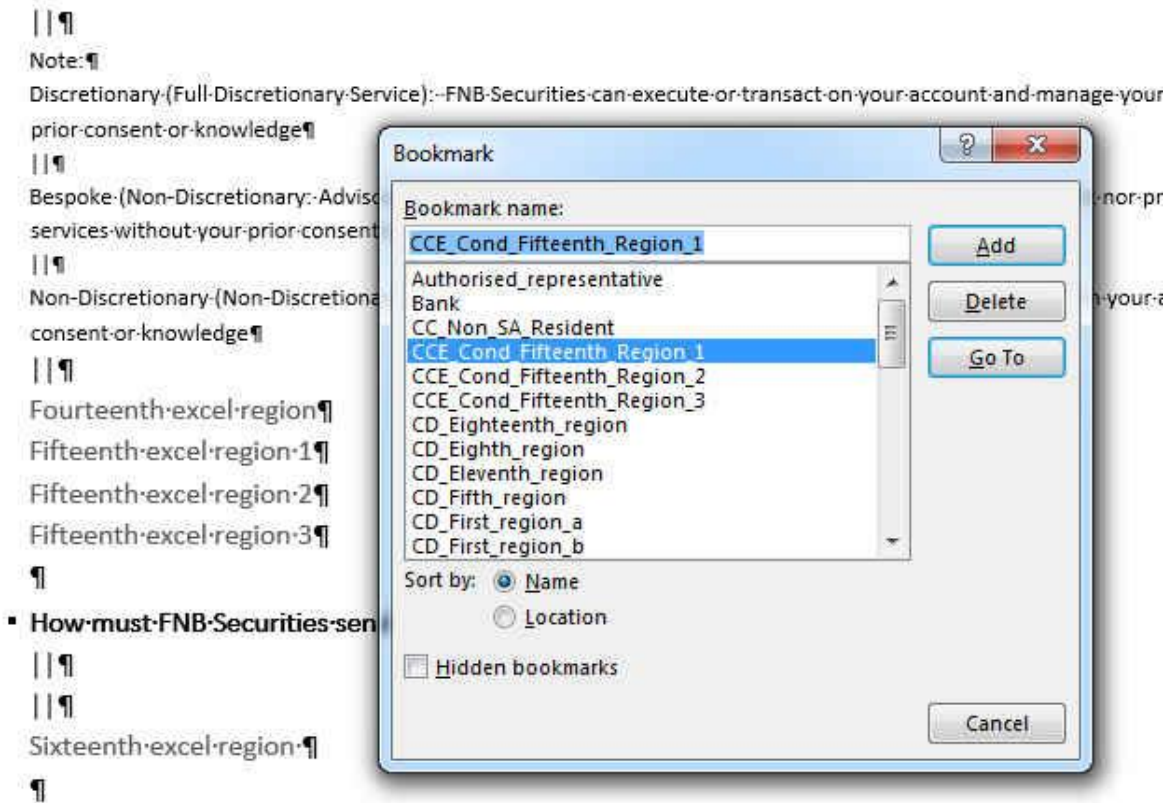 ||¶
Note:¶
Discretionary·(Full·Discretionary·Service):··FNB·Securities·can·execute·or·transact·on·your·account·and·manage·your
prior·consent·or·knowledge¶
||¶
Bespoke·(Non-Discretionary:·Adviso
·nor·pr
services·without·your·prior·consent
||¶
Non-Discretionary·(Non-Discretiona
your·a
consent·or·knowledge¶
||¶
Fourteenth·excel·region¶
Fifteenth·excel·region·1¶
Fifteenth·excel·region·2¶
Fifteenth·excel·region·3¶
¶
▪ How·must·FNB·Securities·sen
||¶
||¶
Sixteenth·excel·region·¶
¶
Bookmark
?
Bookmark name:
CCE_Cond_Fifteenth_Region_1
Add
Authorised_representative
Bank
CC_Non_SA_Resident
CCE_Cond_Fifteenth_Region_1
CCE_Cond_Fifteenth_Region_2
CCE_Cond_Fifteenth_Region_3
CD_Eighteenth_region
CD_Eighth_region
CD_Eleventh_region
CD_Fifth_region
CD_First_region_a
CD_First_region_b
Delete
Go To
Sort by: Name
Location
Hidden bookmarks
Cancel